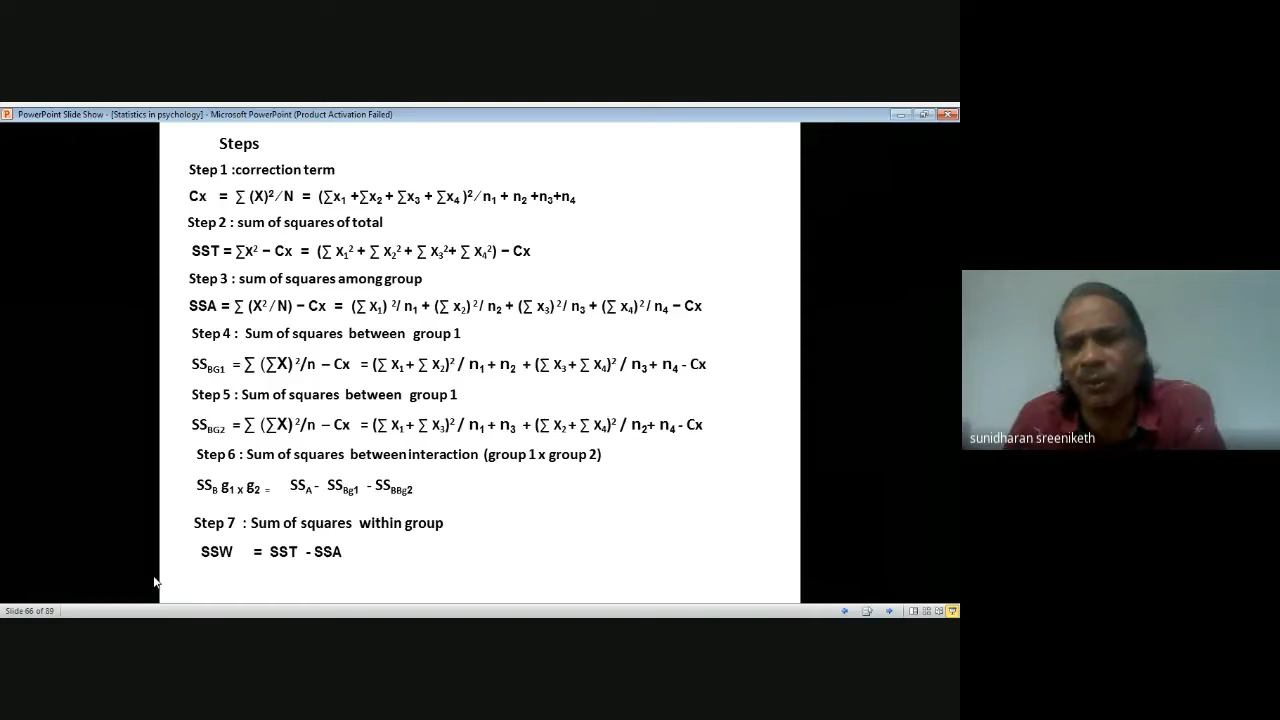 PowerPoint Slide Show - [Statistics in psychology] - Microsoft PowerPoint (Product Activation Failed)
Steps
Step 1 :correction term
Cx = ∑ (X)² ∕ N = (∑x₁ +∑x₂ + ∑x₃ + ∑x₄ )² ∕ n₁ + n₂ +n₃+n₄
Step 2 : sum of squares of total
SST = ∑X² − Cx = (∑ X₁² + ∑ X₂² + ∑ X₃²+ ∑ X₄²) − Cx
Step 3 : sum of squares among group
SSA = ∑ (X² ∕ N) − Cx = (∑ X₁) ²/ n₁ + (∑ x₂) ²/ n₂ + (∑ x₃) ²/ n₃ + (∑ x₄) ²/ n₄ − Cx
Step 4 : Sum of squares between group 1
SS_BG1 = ∑ (∑X) ²/n − Cx = (∑ X₁ + ∑ X₂)² / n₁ + n₂ + (∑ X₃ + ∑ X₄)² / n₃ + n₄ - Cx
Step 5 : Sum of squares between group 1
SS_BG2 = ∑ (∑X) ²/n − Cx = (∑ X₁ + ∑ X₃)² / n₁ + n₃ + (∑ X₂ + ∑ X₄)² / n₂+ n₄ - Cx
Step 6 : Sum of squares between interaction (group 1 x group 2)
SS_B g₁ ₓ g₂ = SS_A - SS_Bg1 - SS_BBg2
Step 7 : Sum of squares within group
SSW = SST - SSA
sunidharan sreeniketh
Slide 66 of 89